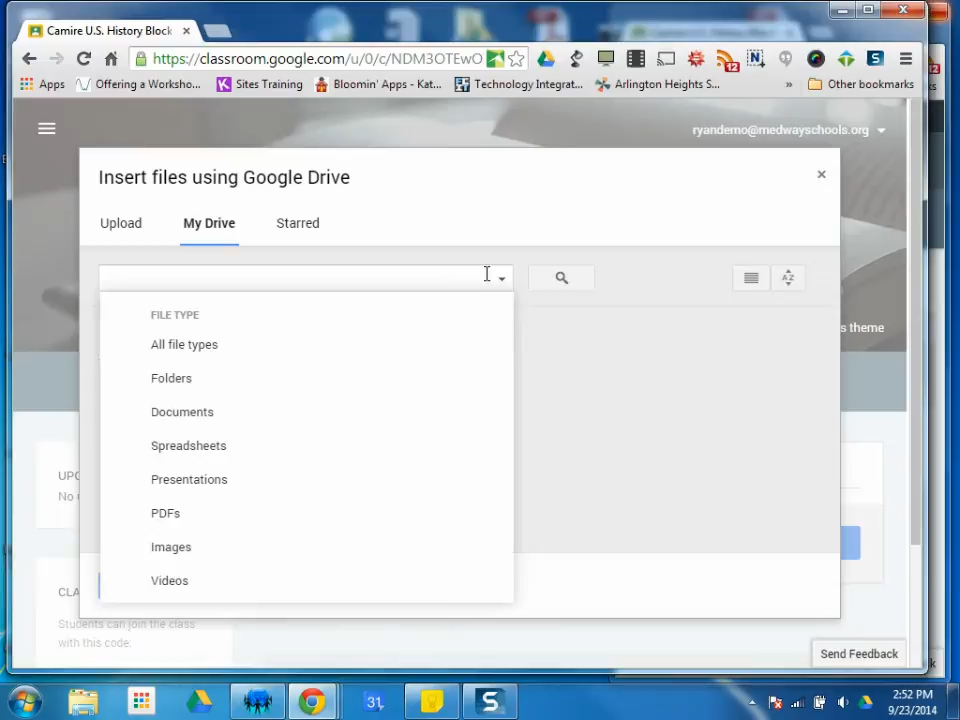 Camire U.S. History Block
https://classroom.google.com/u/0/c/NDM3OTEwO
12
Apps
Offering a Worksho...
Sites Training
Bloomin' Apps - Kat...
Technology Integrat...
Arlington Heights S...
»
Other bookmarks
ryandemo@medwayschools.org
Insert files using Google Drive
×
Upload
My Drive
Starred
AZ
FILE TYPE
All file types
Folders
Documents
Spreadsheets
Presentations
PDFs
Images
Videos
s theme
UPC
No
CLA
Students can join the class
with this code.
Send Feedback
31
S
2:52 PM
9/23/2014